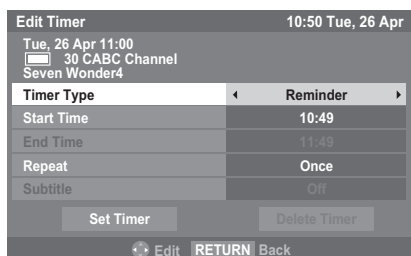 Edit Timer 10:50 Tue, 26 Apr
Tue, 26 Apr 11:00
30 CABC Channel
Seven Wonder4
Timer Type Reminder
Start Time 10:49
End Time 11:49
Repeat Once
Subtitle Off
Set Timer Delete Timer
Edit RETURN Back